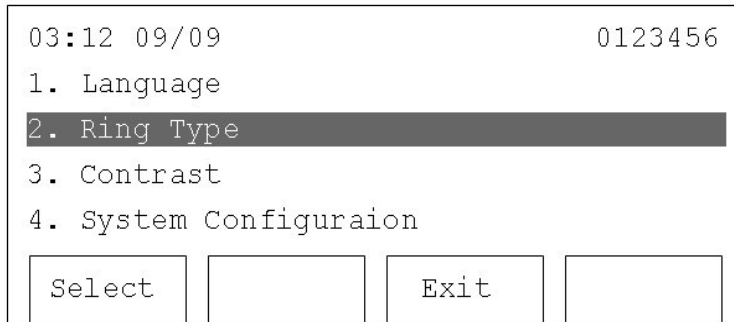 03:12 09/09 0123456
1. Language
2. Ring Type
3. Contrast
4. System Configuraion
Select Exit